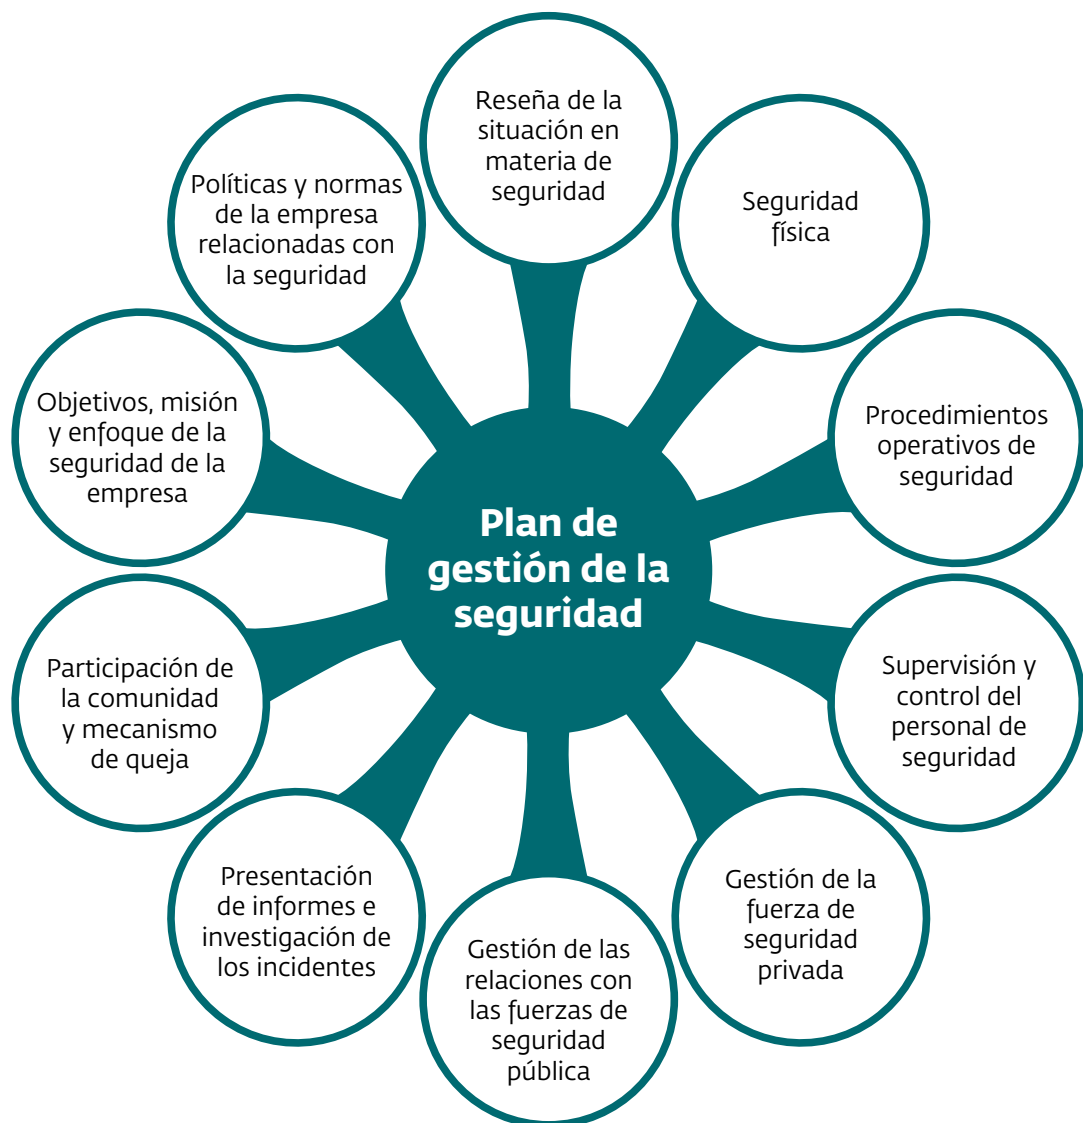 Reseña de la
situación en
materia de
seguridad
Seguridad
física
Procedimientos
operativos de
seguridad
Supervisión y
control del
personal de
seguridad
Gestión de la
fuerza de
seguridad
privada
Gestión de las
relaciones con
las fuerzas de
seguridad
pública
Presentación
de informes e
investigación de
los incidentes
Participación de
la comunidad
y mecanismo
de queja
Objetivos, misión
y enfoque de la
seguridad de la
empresa
Políticas y normas
de la empresa
relacionadas con
la seguridad
Plan de
gestión de la
seguridad